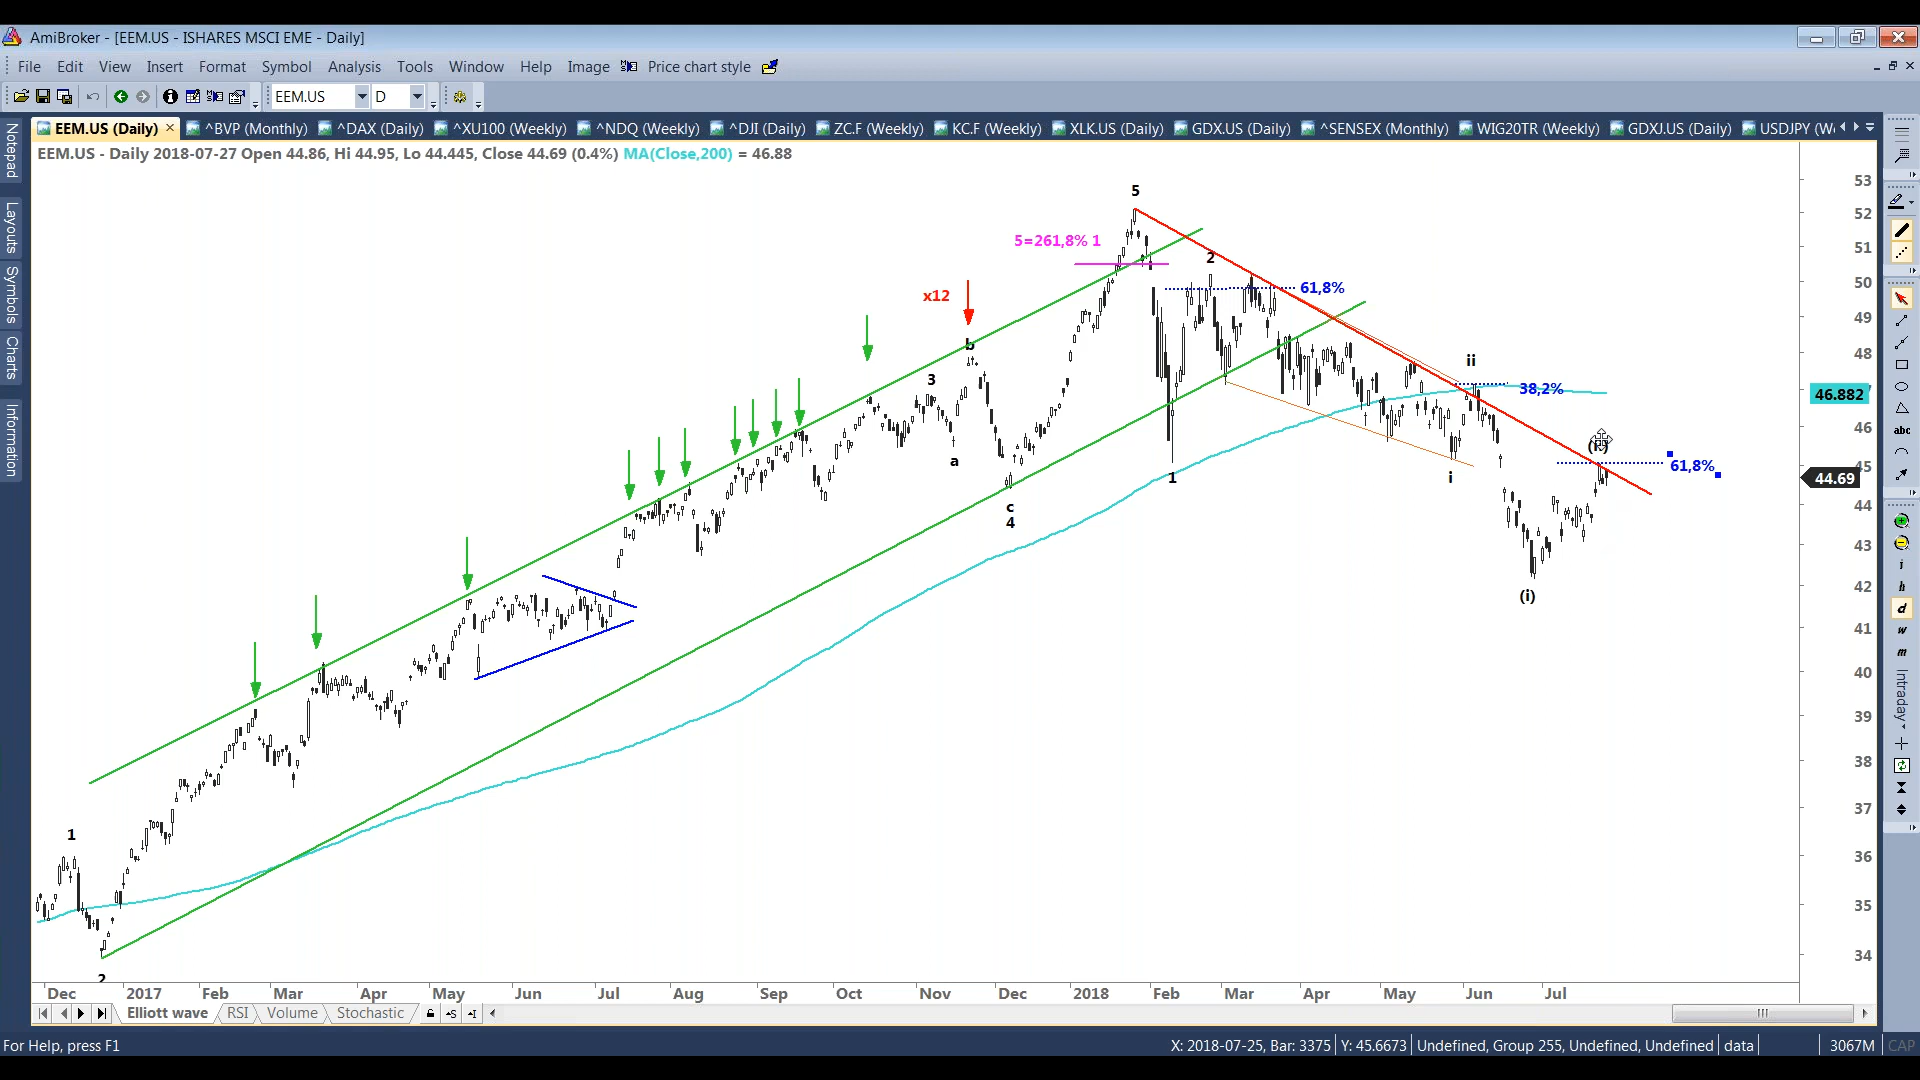 AmiBroker - [EEM.US - ISHARES MSCI EME - Daily]
File Edit View Insert Format Symbol Analysis Tools Window Help Image Price chart style
EEM.US D
EEM.US (Daily) ^BVP (Monthly) ^DAX (Daily) ^XU100 (Weekly) ^NDQ (Weekly) ^DJI (Daily) ZC.F (Weekly) KC.F (Weekly) XLK.US (Daily) GDX.US (Daily) ^SENSEX (Monthly) WIG20TR (Weekly) GDXJ.US (Daily) USDJPY (W
EEM.US - Daily 2018-07-27 Open 44.86, Hi 44.95, Lo 44.445, Close 44.69 (0.4%) MA(Close,200) = 46.88
Notepad
Layouts
Symbols
Charts
Information
5
5=261,8% 1
2
61,8%
x12
b
3
ii
38,2%
a
1
i
61,8%
c
4
(i)
1
2
53
52
51
50
49
48
46.882
46
45
44.69
44
43
42
41
40
39
38
37
36
35
34
abc
i
h
d
w
m
Intraday
Dec 2017 Feb Mar Apr May Jun Jul Aug Sep Oct Nov Dec 2018 Feb Mar Apr May Jun Jul
Elliott wave RSI Volume Stochastic
For Help, press F1
X: 2018-07-25, Bar: 3375 Y: 45.6673 Undefined, Group 255, Undefined, Undefined data 3067M CAP